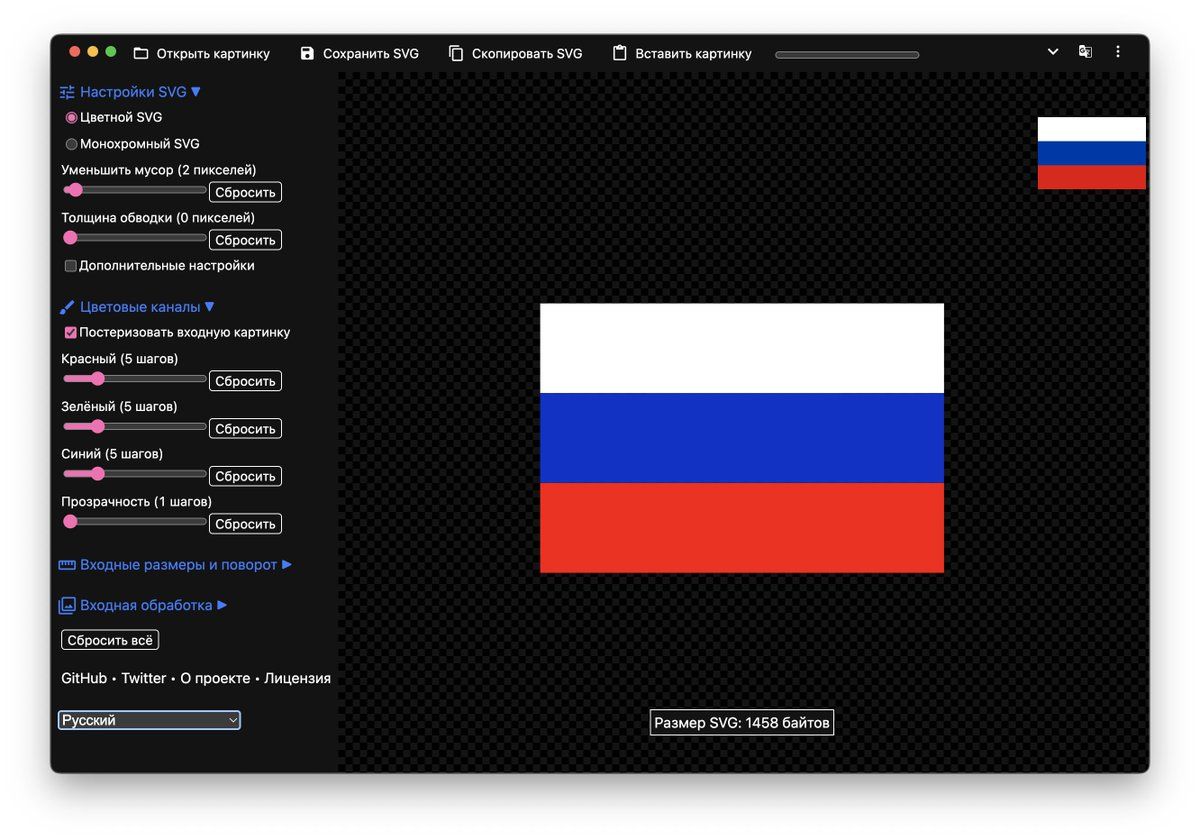 Открыть картинку Сохранить SVG Скопировать SVG Вставить картинку
Настройки SVG
Цветной SVG
Монохромный SVG
Уменьшить мусор (2 пикселей)
Сбросить
Толщина обводки (0 пикселей)
Сбросить
Дополнительные настройки
Цветовые каналы
Постеризовать входную картинку
Красный (5 шагов)
Сбросить
Зелёный (5 шагов)
Сбросить
Синий (5 шагов)
Сбросить
Прозрачность (1 шагов)
Сбросить
Входные размеры и поворот
Входная обработка
Сбросить всё
GitHub • Twitter • О проекте • Лицензия
Русский
Размер SVG: 1458 байтов